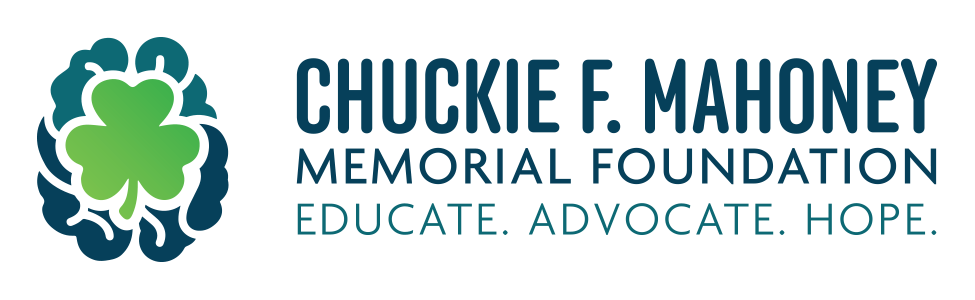 CHUCKIE F. MAHONEY
MEMORIAL FOUNDATION
EDUCATE. ADVOCATE. HOPE.